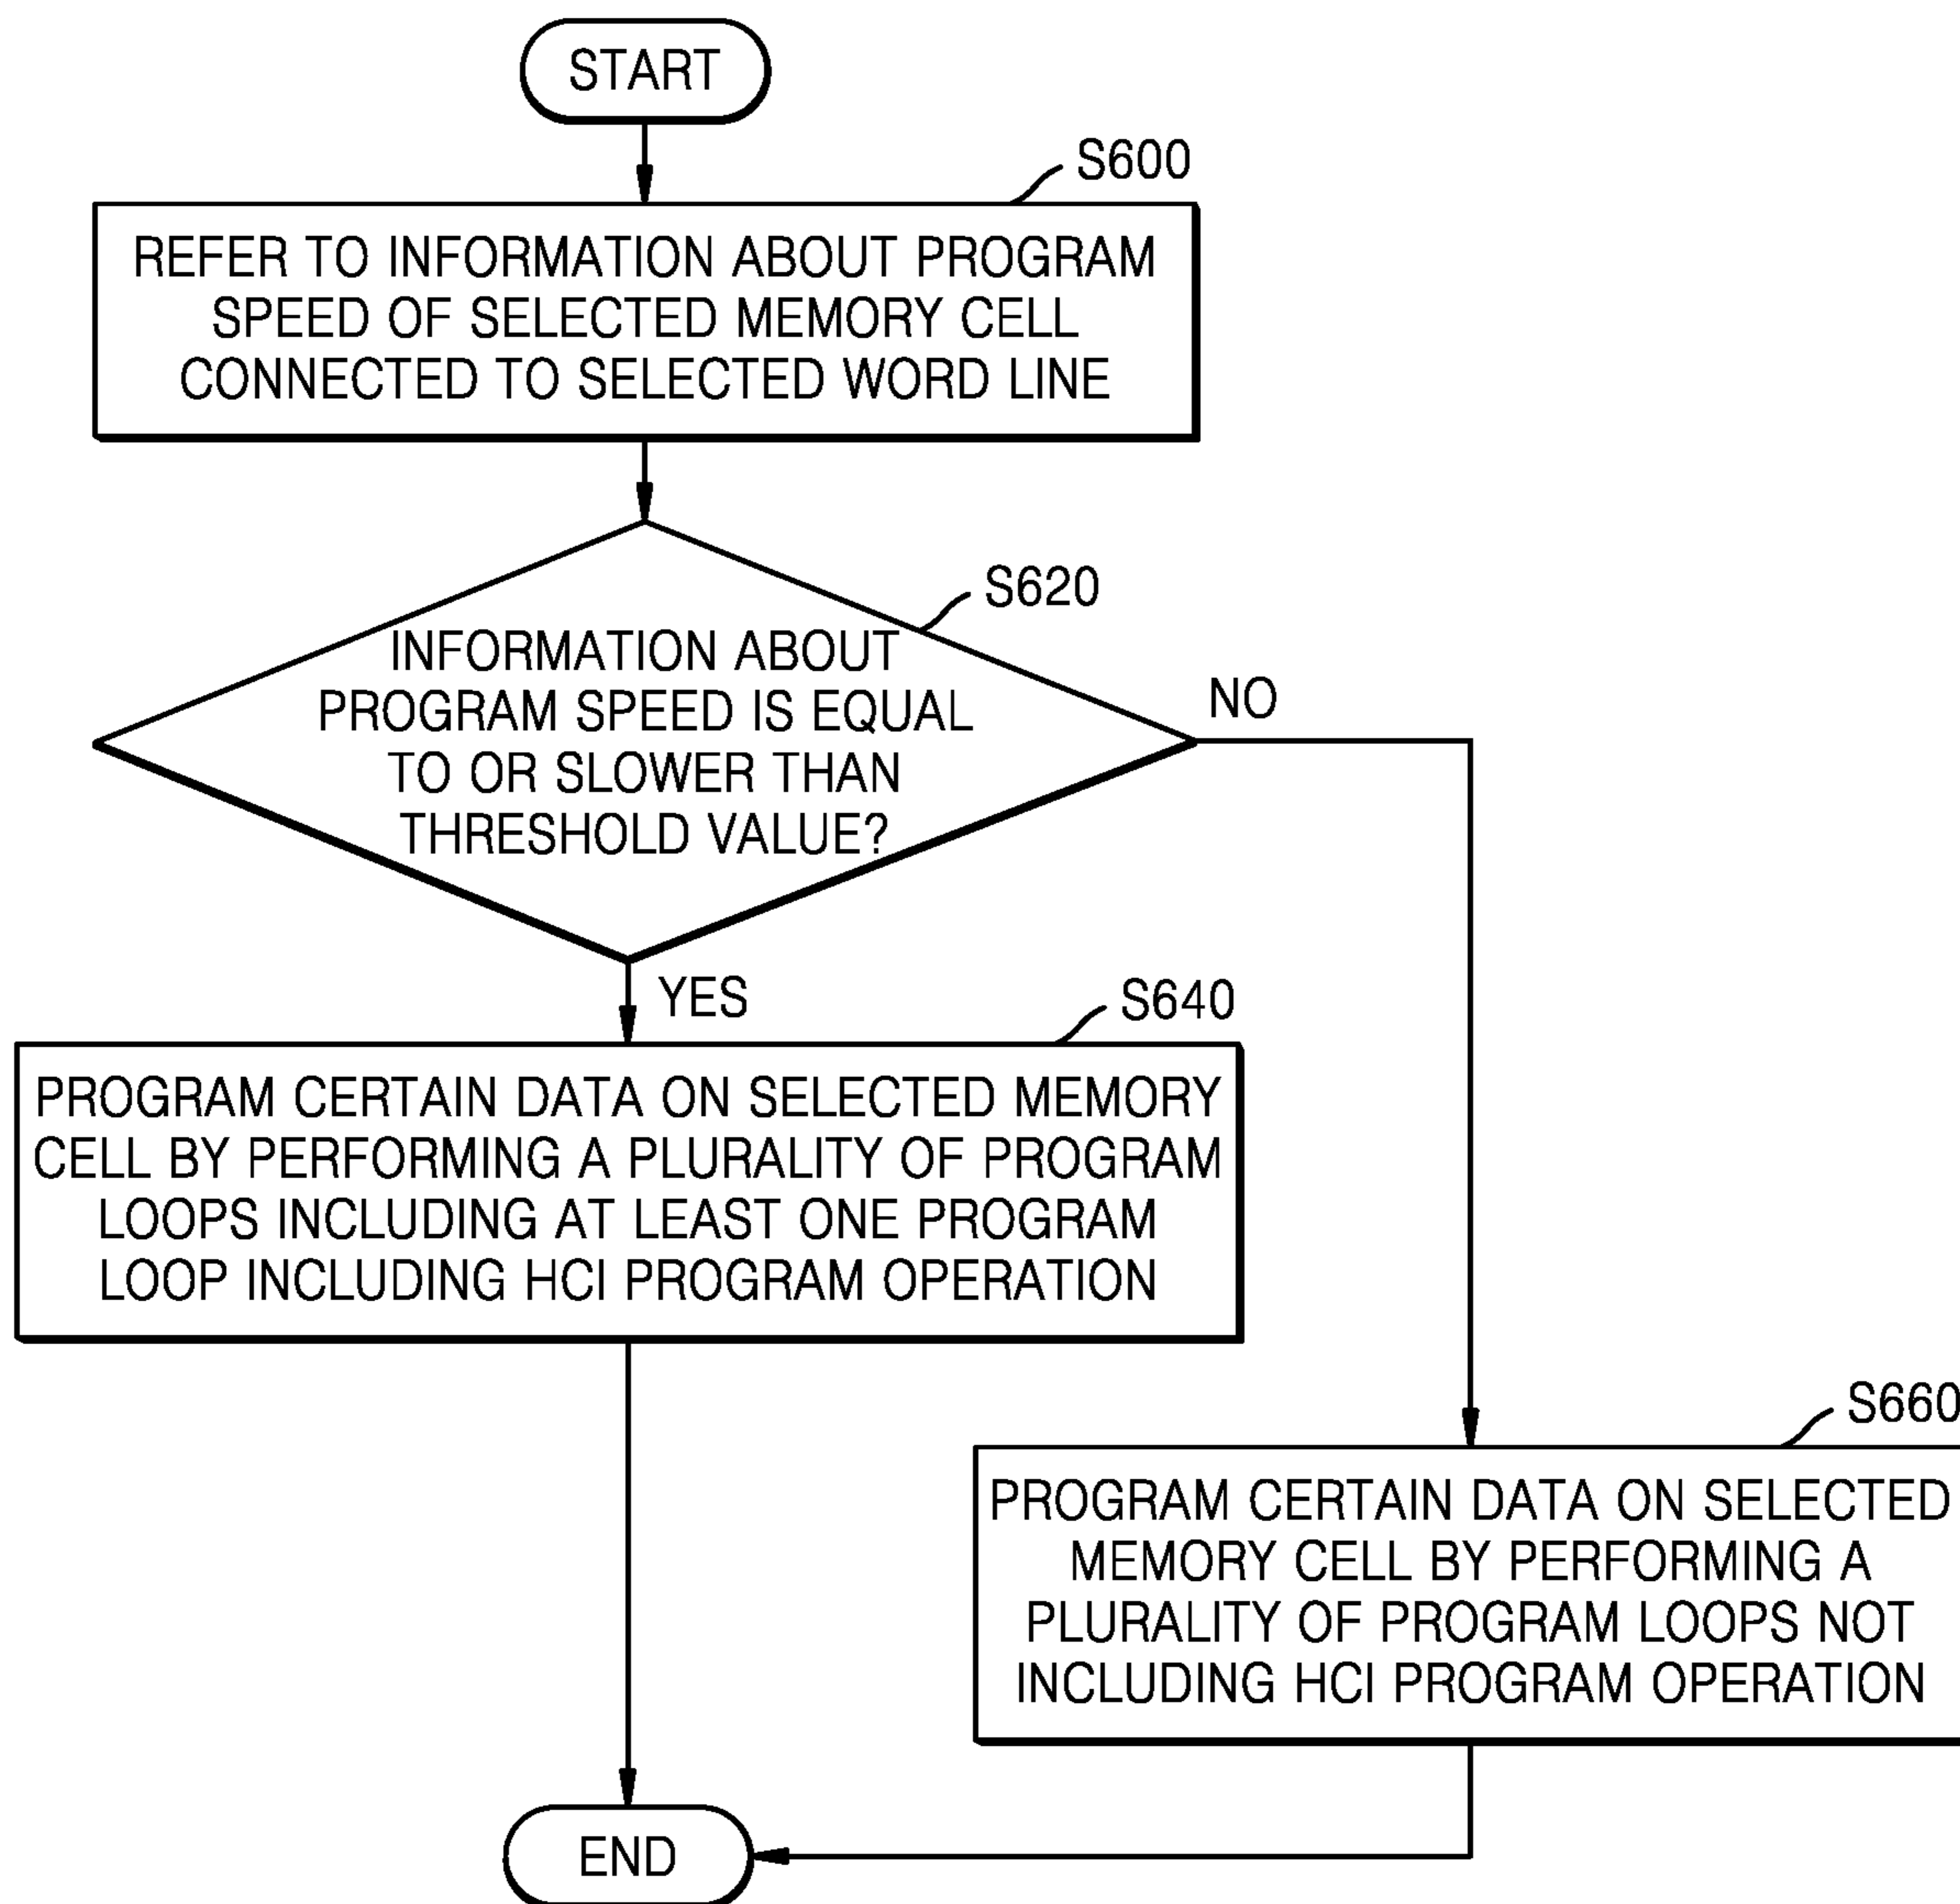 START
S600
REFER TO INFORMATION ABOUT PROGRAM
SPEED OF SELECTED MEMORY CELL
CONNECTED TO SELECTED WORD LINE
S620
INFORMATION ABOUT
PROGRAM SPEED IS EQUAL
TO OR SLOWER THAN
THRESHOLD VALUE?
NO
YES
S640
PROGRAM CERTAIN DATA ON SELECTED MEMORY
CELL BY PERFORMING A PLURALITY OF PROGRAM
LOOPS INCLUDING AT LEAST ONE PROGRAM
LOOP INCLUDING HCI PROGRAM OPERATION
S660
PROGRAM CERTAIN DATA ON SELECTED
MEMORY CELL BY PERFORMING A
PLURALITY OF PROGRAM LOOPS NOT
INCLUDING HCI PROGRAM OPERATION
END